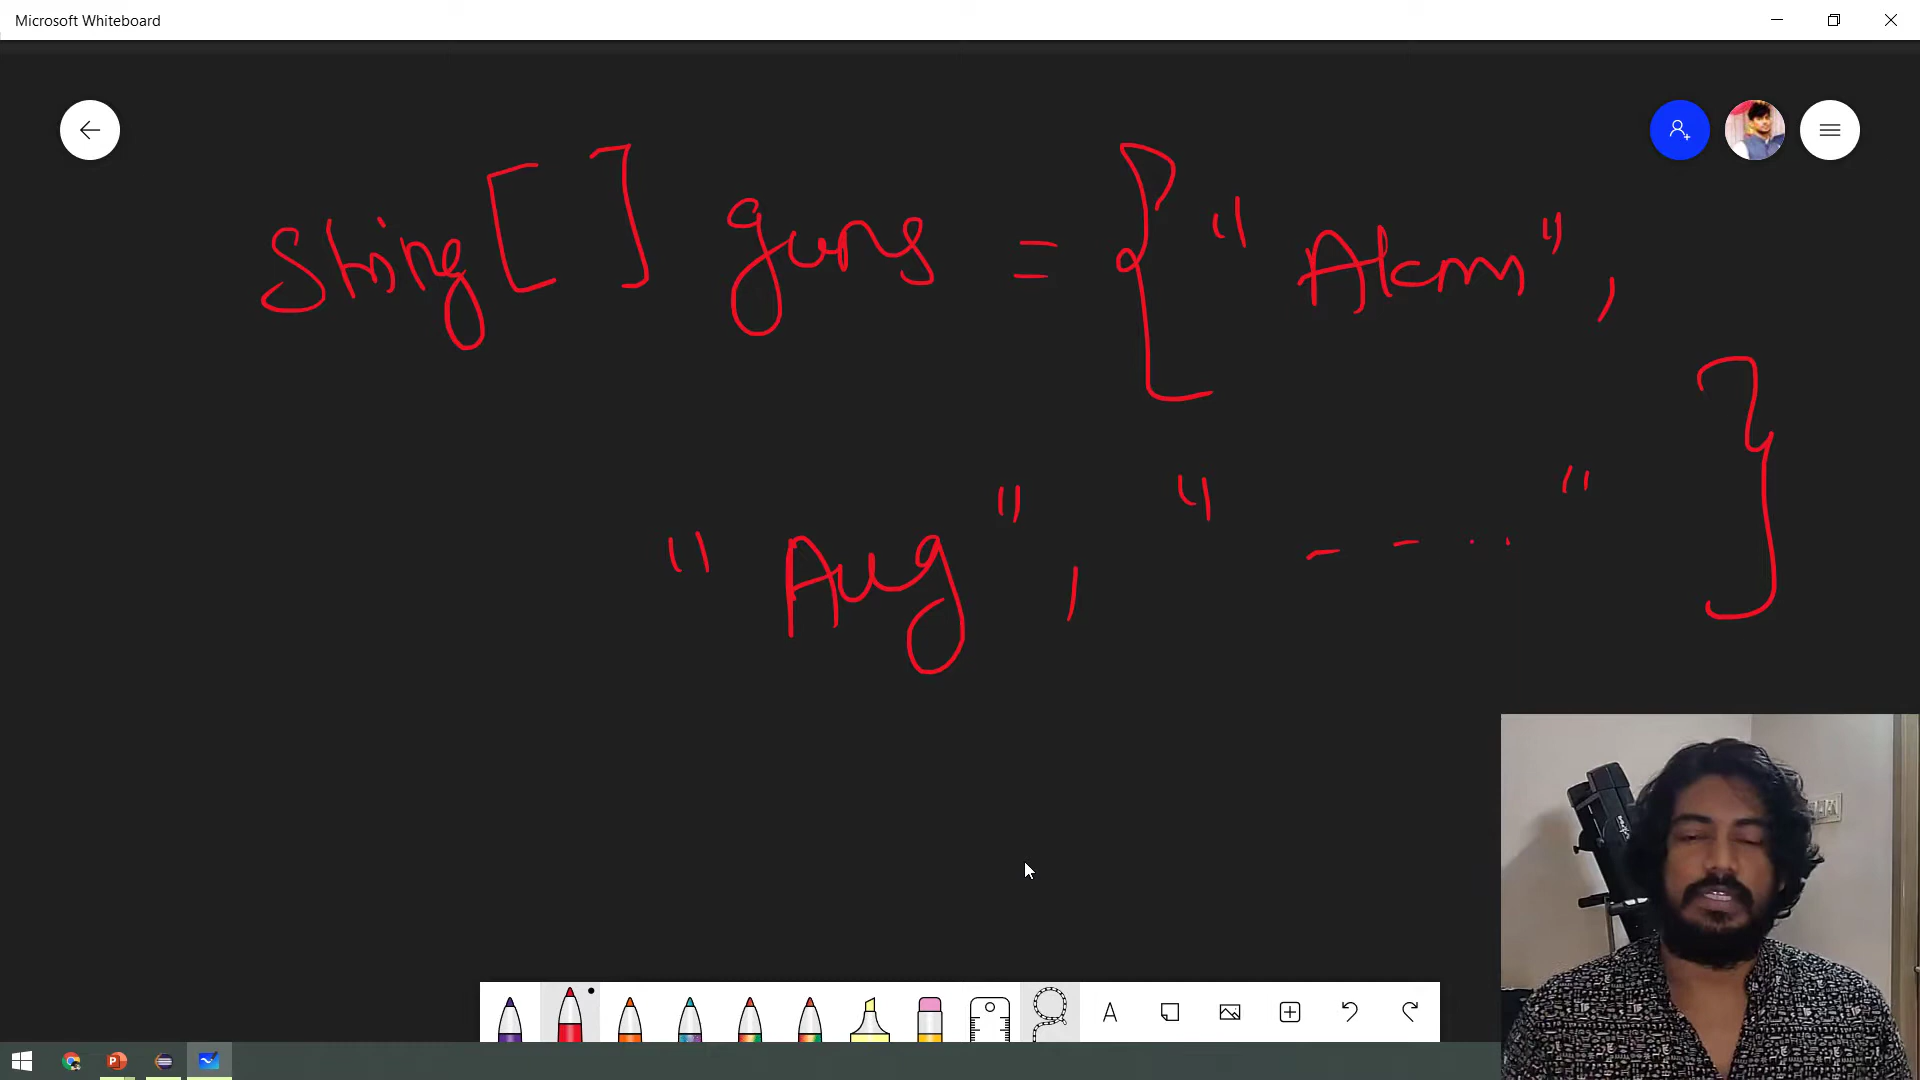 Microsoft Whiteboard
String[] guns = { "Akm",
"Aug", " - - .. " }
A